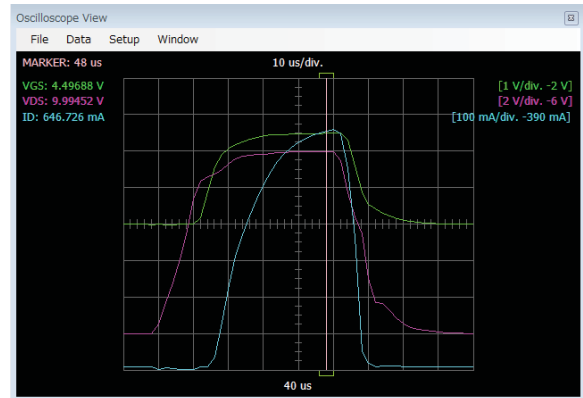 Oscilloscope View
File Data Setup Window
MARKER: 48 us 10 us/div.
VGS: 4.49688 V [1 V/div. -2 V]
VDS: 9.99452 V [2 V/div. -6 V]
ID: 646.726 mA [100 mA/div. -390 mA]
40 us